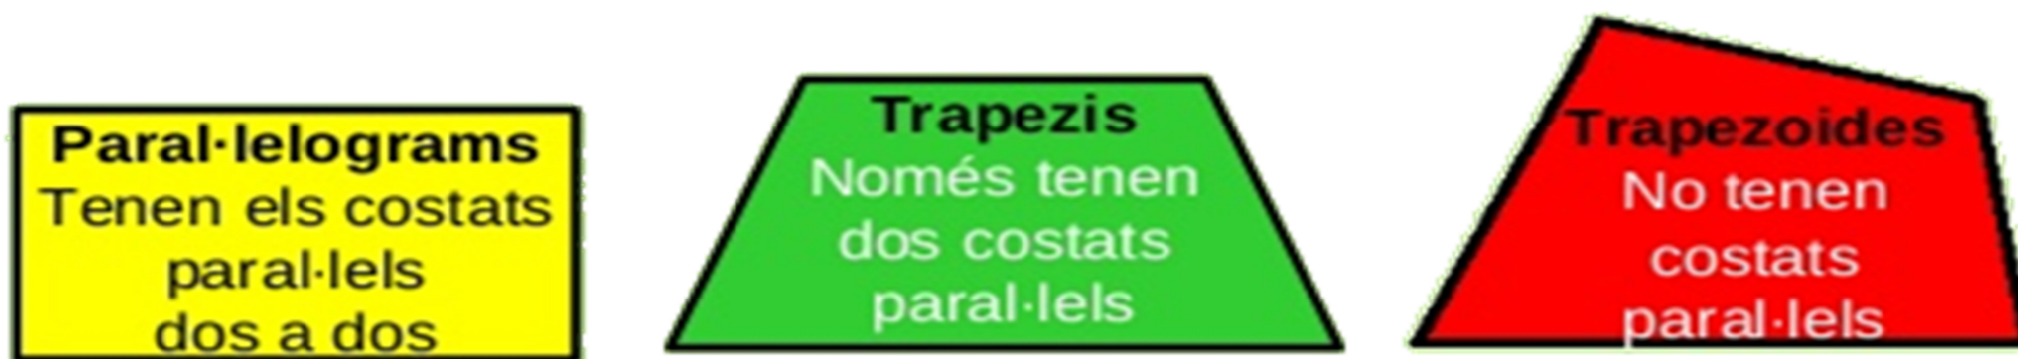 Paral·lelograms
Tenen els costats
paral·lels
dos a dos
Trapezis
Només tenen
dos costats
paral·lels
Trapezoides
No tenen
costats
paral·lels